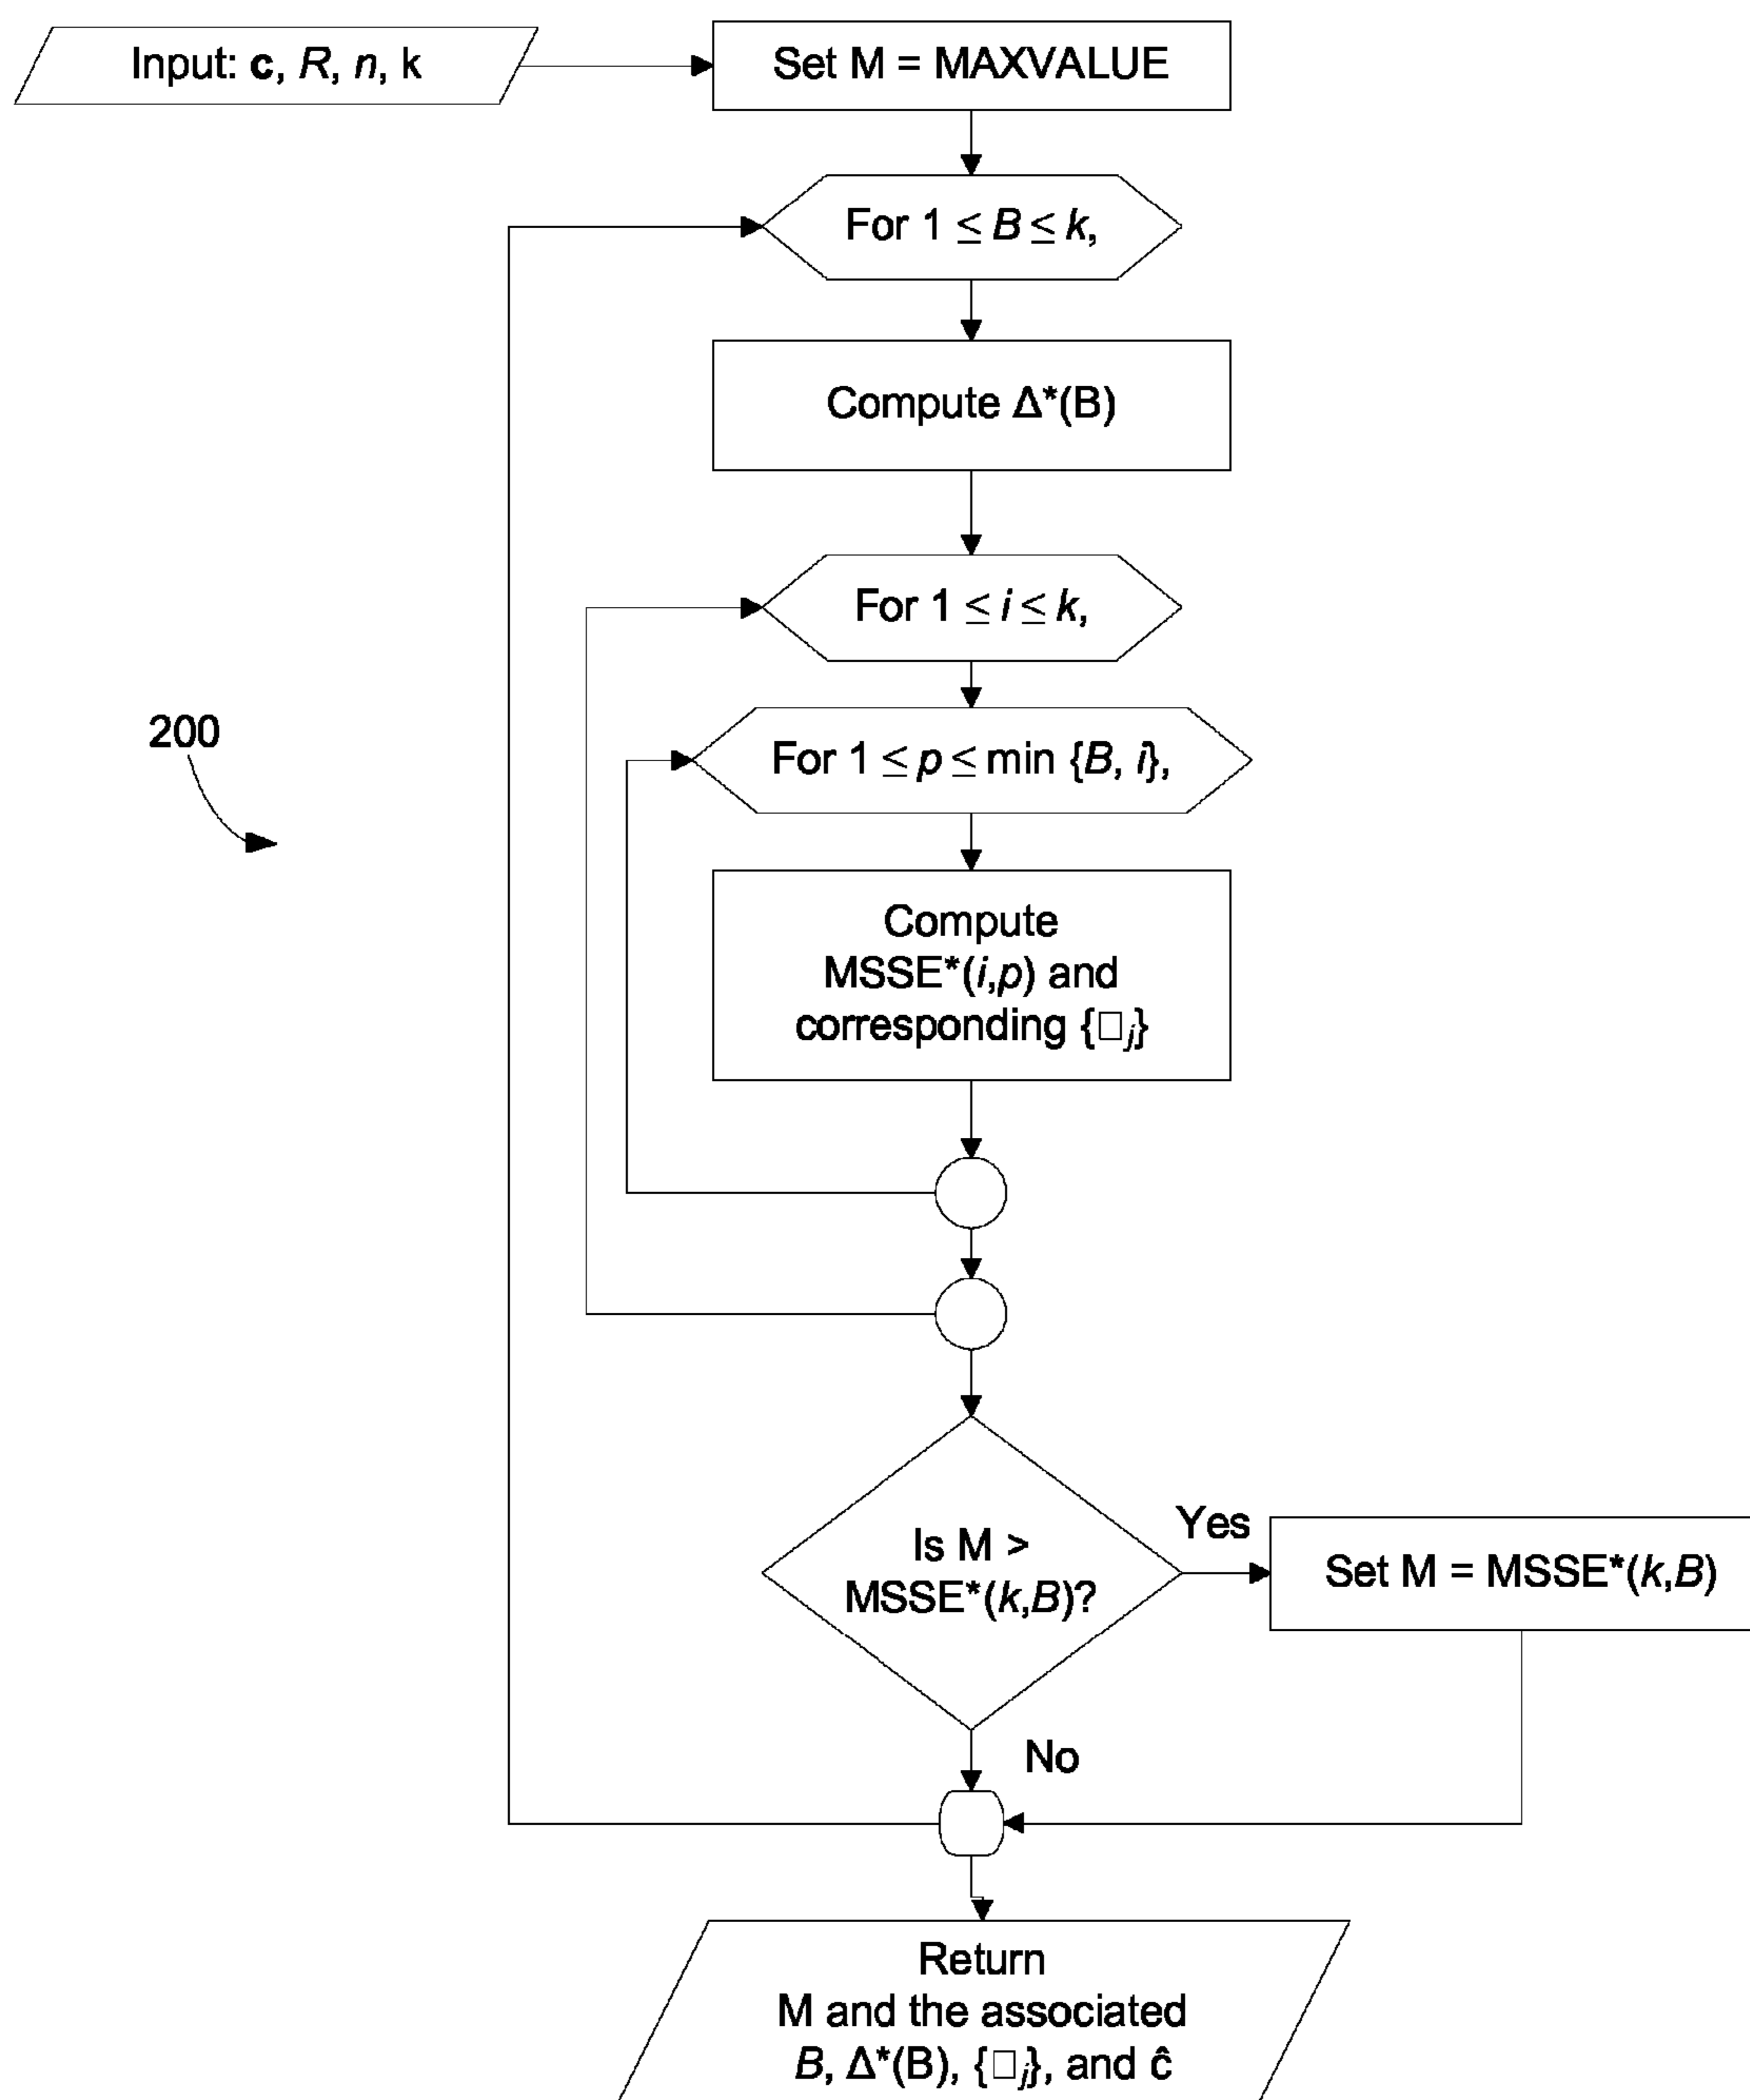 Input: c, R, n, k
Set M = MAXVALUE
For 1 ≤ B ≤ k,
Compute Δ*(B)
For 1 ≤ i ≤ k,
200
For 1 ≤ p ≤ min {B, i},
Compute
MSSE*(i,p) and
corresponding {□j}
Is M >
MSSE*(k,B)?
Yes
Set M = MSSE*(k,B)
No
Return
M and the associated
B, Δ*(B), {□j}, and ĉ